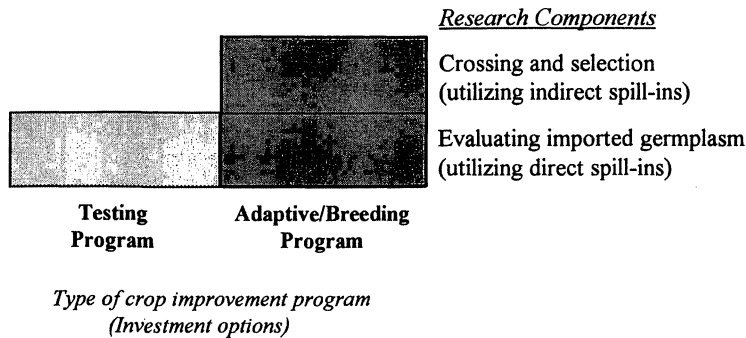 Research Components
Crossing and selection
(utilizing indirect spill-ins)
Evaluating imported germplasm
(utilizing direct spill-ins)
Testing
Program
Adaptive/Breeding
Program
Type of crop improvement program
(Investment options)